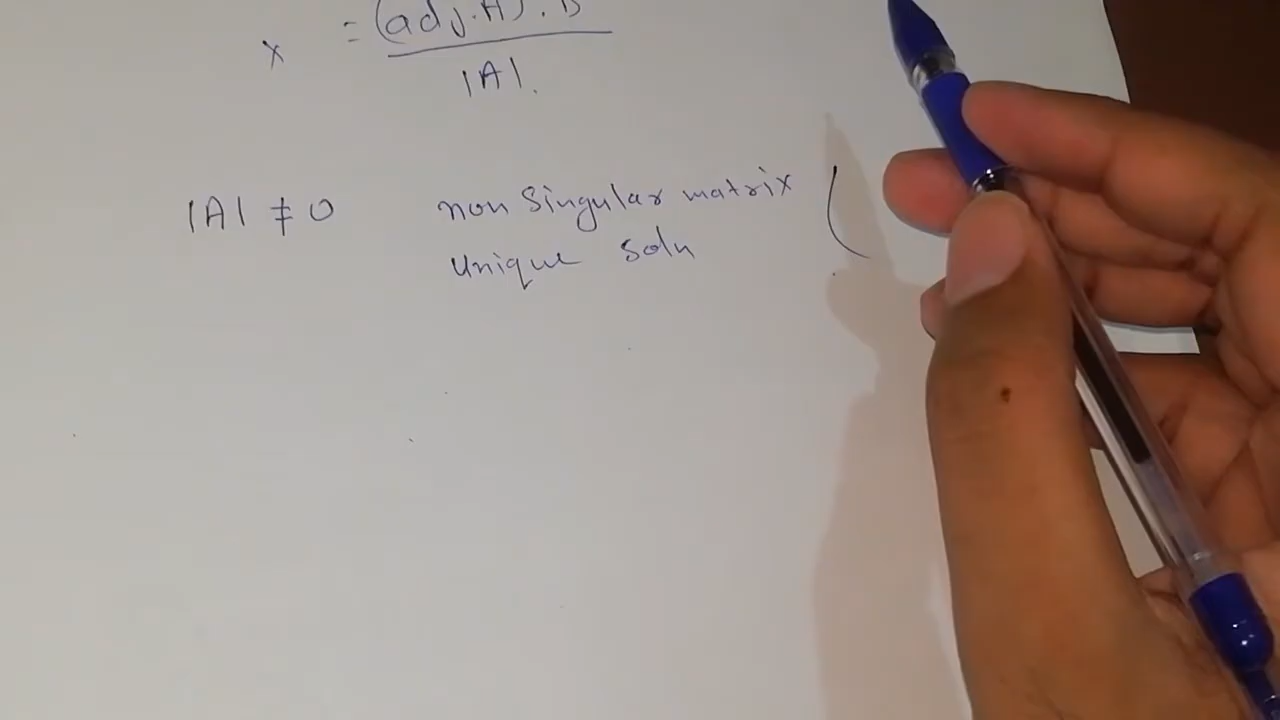 x = (adj.A).B
|A|.
|A| ≠ 0 non singular matrix (
unique soln